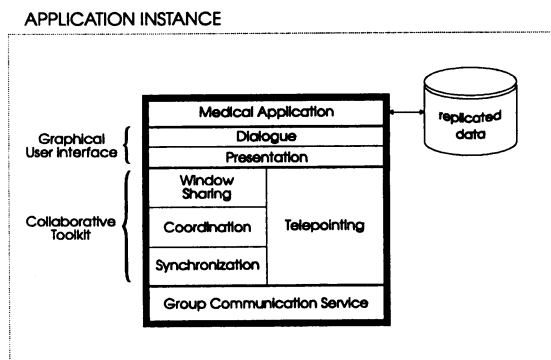 APPLICATION INSTANCE
Medical Application
replicated
data
Graphical
User Interface
Dialogue
Presentation
Collaborative
Toolkit
Window
Sharing
Coordination
Synchronization
Telepointing
Group Communication Service